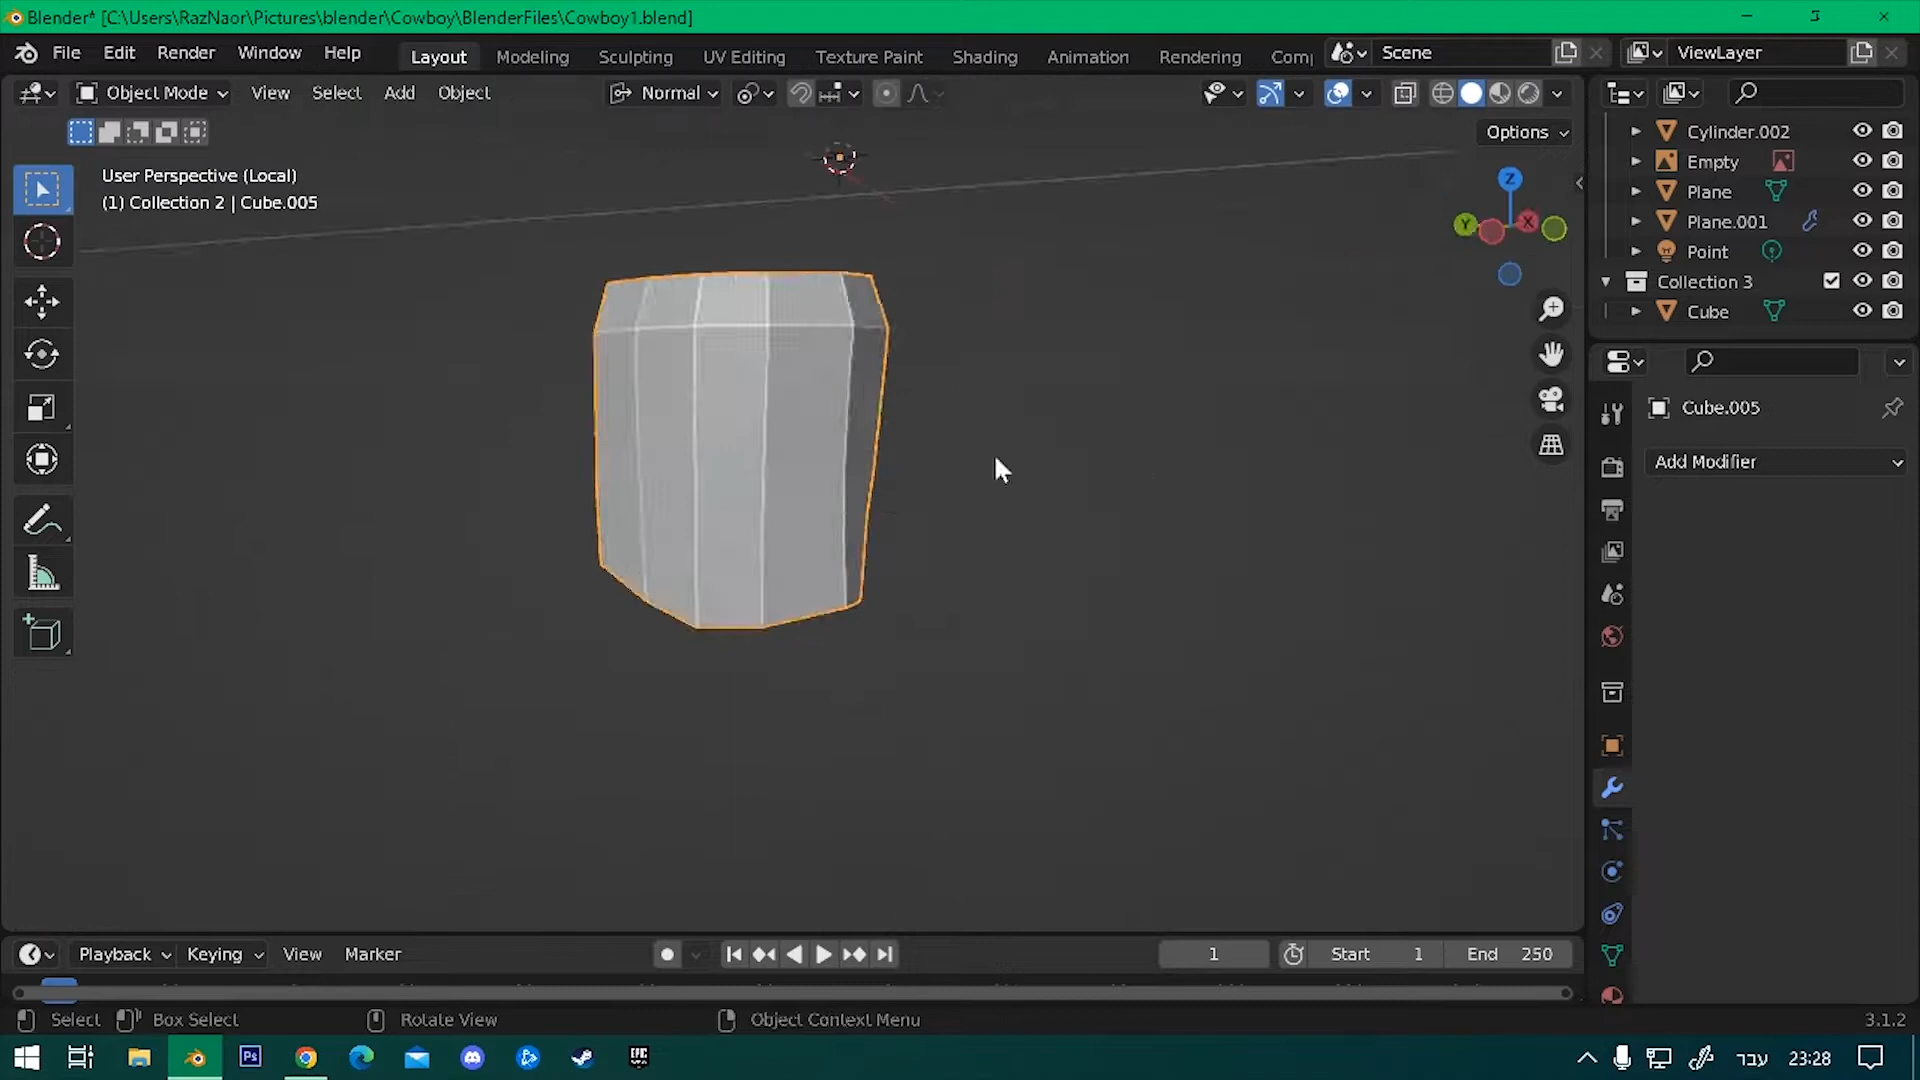 Blender* [C:\Users\RazNaor\Pictures\blender\Cowboy\BlenderFiles\Cowboy1.blend]
File Edit Render Window Help
Layout Modeling Sculpting UV Editing Texture Paint Shading Animation Rendering Comp
Scene
ViewLayer
Object Mode View Select Add Object
Normal
Options
User Perspective (Local)
(1) Collection 2 | Cube.005
Z
Y
X
Cylinder.002
Empty
Plane
Plane.001
Point
Collection 3
Cube
Cube.005
Add Modifier
Playback Keying View Marker
1
Start 1
End 250
Select Box Select Rotate View Object Context Menu
3.1.2
Ps
EPIC
עבר
23:28